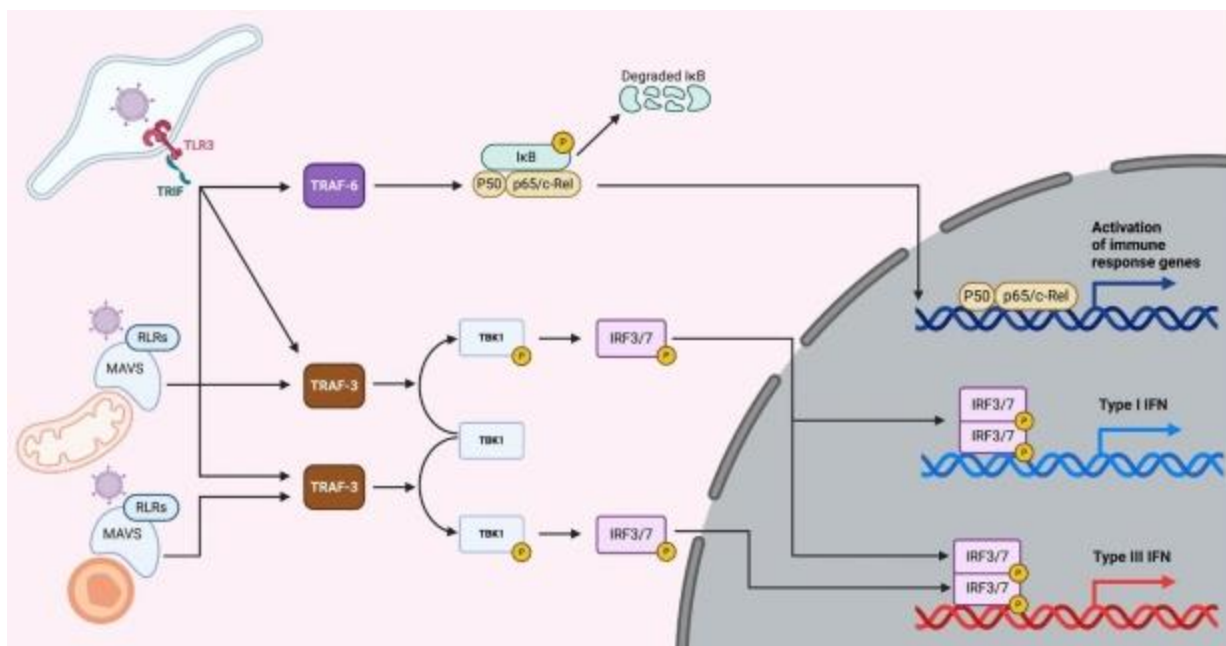 Degraded IκB
TLR3
TRIF
TRAF-6
P
IκB
P50 p65/c-Rel
Activation
of immune
response genes
P50 p65/c-Rel
RLRs
MAVS
TRAF-3
TBK1
P
IRF3/7
P
TBK1
IRF3/7
P
IRF3/7
P
Type I IFN
RLRs
MAVS
TRAF-3
TBK1
P
IRF3/7
P
IRF3/7
P
IRF3/7
P
Type III IFN